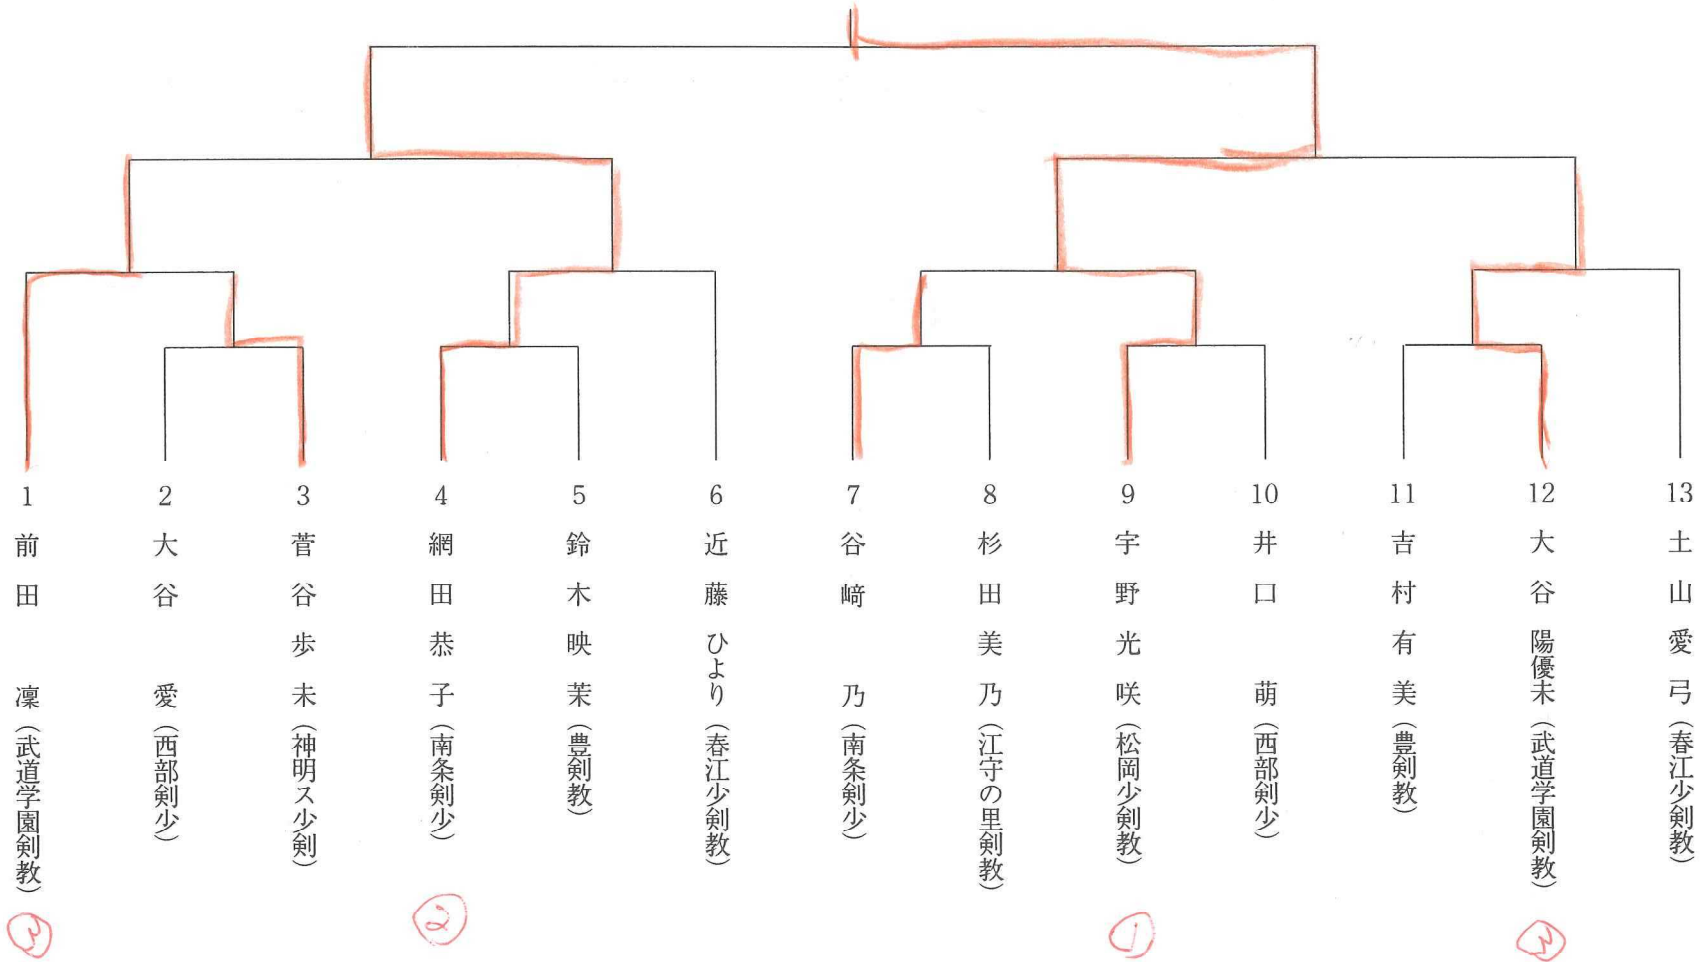 1 前田 凜(武道学園剣教) ③
2 大谷 愛(西部剣少)
3 菅谷歩未(神明ス少剣)
4 網田恭子(南条剣少) ②
5 鈴木映茉(豊剣教)
6 近藤ひより(春江少剣教)
7 谷﨑 乃(南条剣少)
8 杉田美乃(江守の里剣教)
9 宇野光咲(松岡少剣教) ①
10 井口 萌(西部剣少)
11 吉村有美(豊剣教)
12 大谷陽優未(武道学園剣教) ③
13 土山愛弓(春江少剣教)